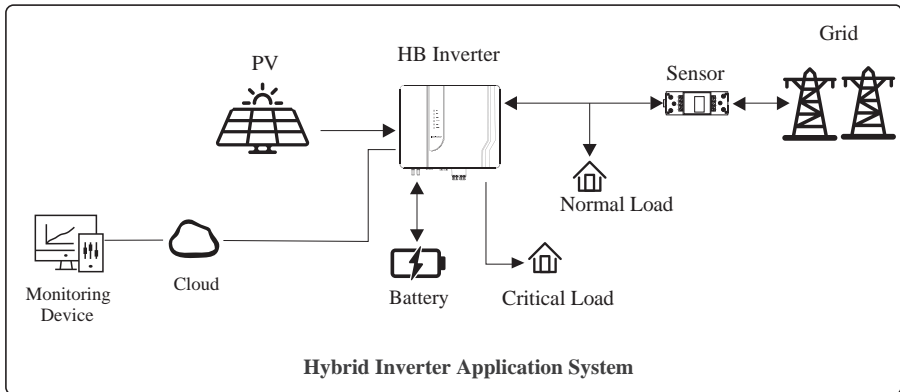 Grid
HB Inverter
PV
Sensor
Normal Load
Cloud
Monitoring
Device
Battery
Critical Load
Hybrid Inverter Application System